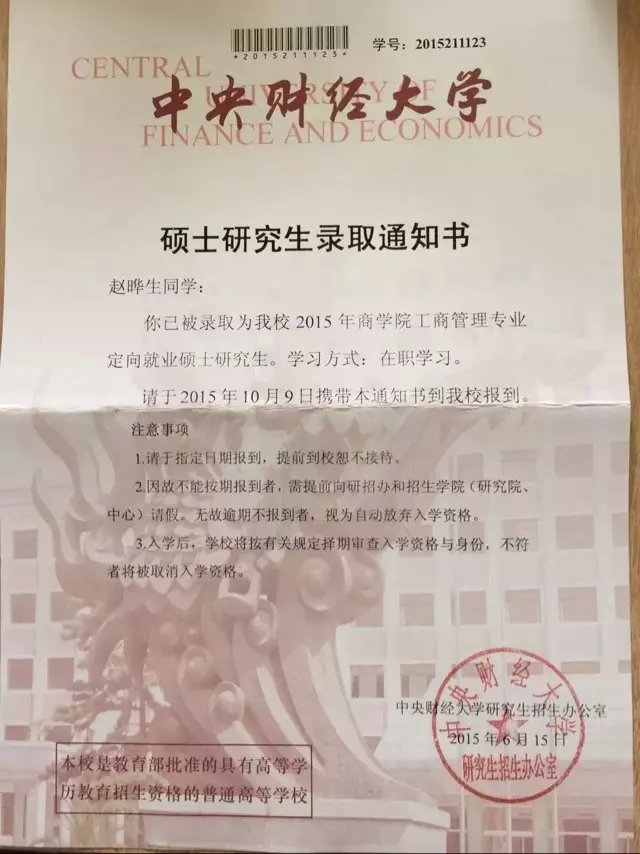 学号：2015211123
*2015211123*
CENTRAL
UNIVERSITY OF
中央财经大学
FINANCE AND ECONOMICS
硕士研究生录取通知书
赵晔生同学：
你已被录取为我校 2015 年商学院工商管理专业
定向就业硕士研究生。学习方式：在职学习。
请于 2015 年 10 月 9 日携带本通知书到我校报到。
注意事项
1.请于指定日期报到，提前到校恕不接待。
2.因故不能按期报到者，需提前向研招办和招生学院（研究院、
中心）请假。无故逾期不报到者，视为自动放弃入学资格。
3.入学后，学校将按有关规定择期审查入学资格与身份，不符
者将被取消入学资格。
中央财经大学
中央财经大学研究生招生办公室
2015 年 6 月 15 日
研究生招生办公室
本校是教育部批准的具有高等学
历教育招生资格的普通高等学校